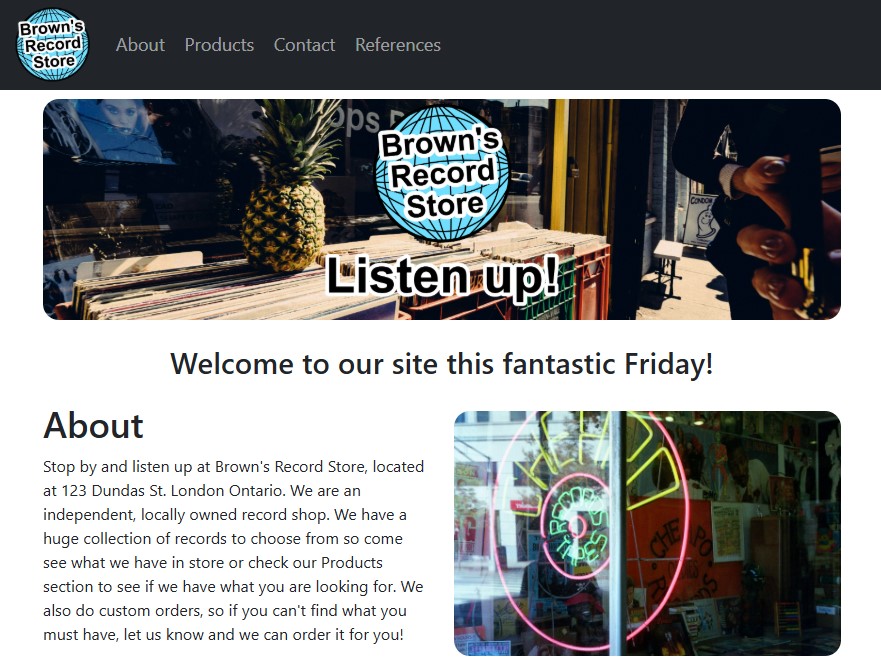 Brown's
Record
Store
About Products Contact References
Brown's
Record
Store
Listen up!
Welcome to our site this fantastic Friday!
About
Stop by and listen up at Brown's Record Store, located
at 123 Dundas St. London Ontario. We are an
independent, locally owned record shop. We have a
huge collection of records to choose from so come
see what we have in store or check our Products
section to see if we have what you are looking for. We
also do custom orders, so if you can't find what you
must have, let us know and we can order it for you!
CHEAPO